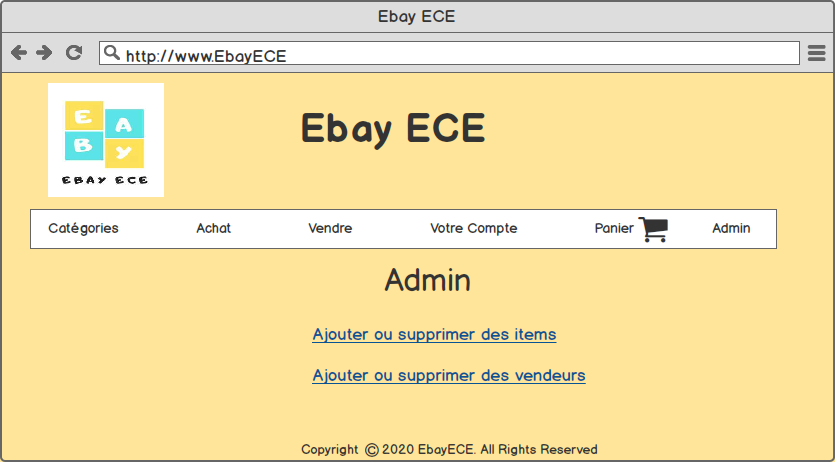 Ebay ECE
http://www.EbayECE
E
A
B
Y
EBAY ECE
Ebay ECE
Catégories Achat Vendre Votre Compte Panier Admin
Admin
Ajouter ou supprimer des items
Ajouter ou supprimer des vendeurs
Copyright © 2020 EbayECE. All Rights Reserved